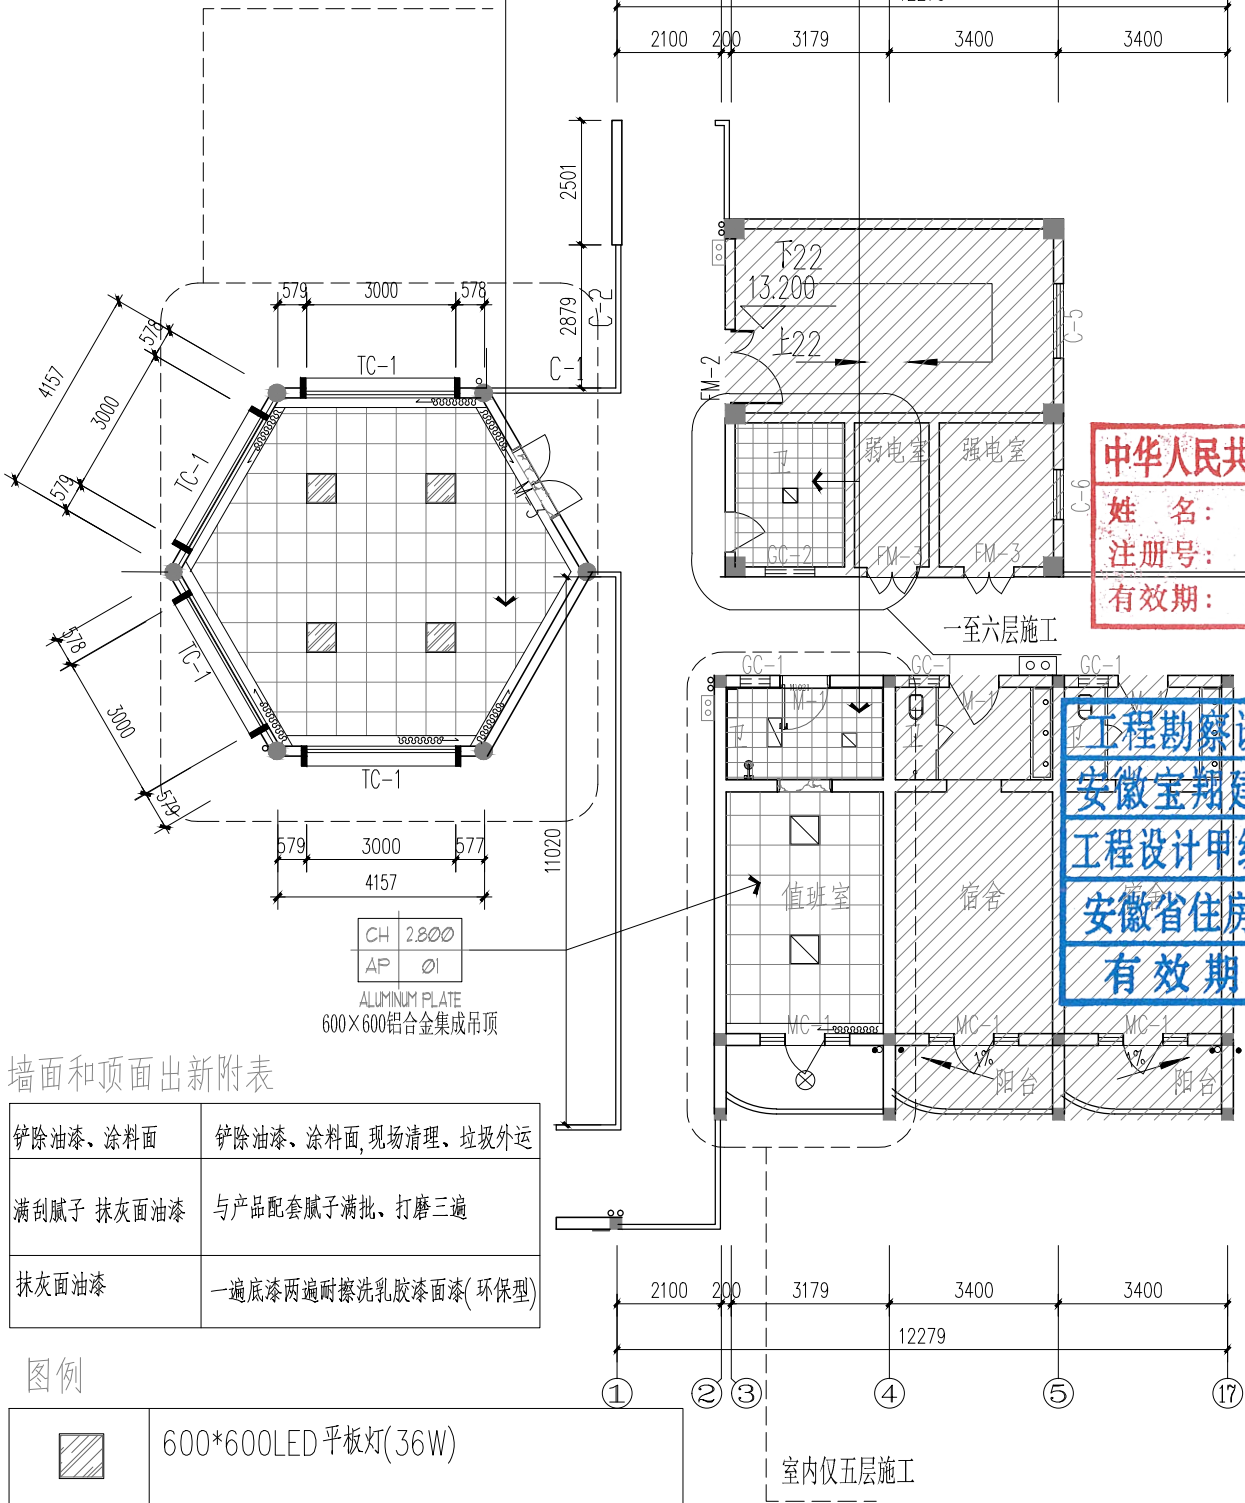 12279
2100 200 3179 3400 3400
2501
2879
C-2
C-1
579 3000 578
TC-1
4157
578
3000
579
TC-1
M-3
578
TC-1
3000
579
TC-1
579 3000 577
4157
11020
下22
13.200
上22
FM-2
C-5
卫
弱电室
强电室
C-6
GC-2
FM-3
FM-3
中华人民共
姓 名:
注册号:
有效期:
一至六层施工
GC-1
GC-1
GC-1
M-1
M-1
M-1
卫
卫
卫
工程勘察设
安徽宝翔建
工程设计甲级
安徽省住房
有效期
值班室
宿舍
宿舍
MC-1
MC-1
MC-1
1%
1%
阳台
阳台
CH 2.800
AP 01
ALUMINUM PLATE
600×600铝合金集成吊顶
墙面和顶面出新附表
铲除油漆、涂料面 铲除油漆、涂料面,现场清理、垃圾外运
满刮腻子 抹灰面油漆 与产品配套腻子满批、打磨三遍
抹灰面油漆 一遍底漆两遍耐擦洗乳胶漆面漆(环保型)
2100 200 3179 3400 3400
12279
1 2 3 4 5 17
图例
600*600LED平板灯(36W)
室内仅五层施工